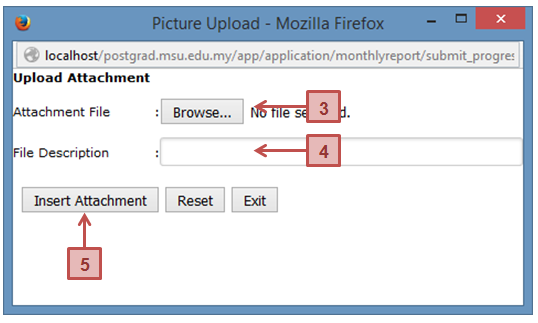 Picture Upload - Mozilla Firefox
localhost/postgrad.msu.edu.my/app/application/monthlyreport/submit_progres
Upload Attachment
Attachment File : Browse... No file se d. 3
File Description : 4
Insert Attachment Reset Exit
5